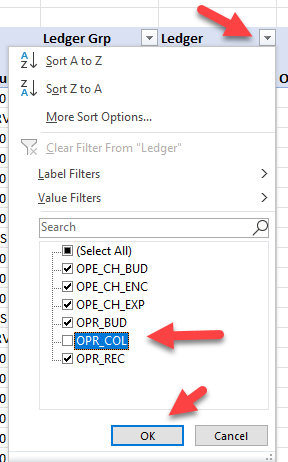 Ledger Grp Ledger
Sort A to Z
Sort Z to A
More Sort Options...
Clear Filter From "Ledger"
Label Filters
Value Filters
Search
(Select All)
OPE_CH_BUD
OPE_CH_ENC
OPE_CH_EXP
OPR_BUD
OPR_COL
OPR_REC
OK Cancel